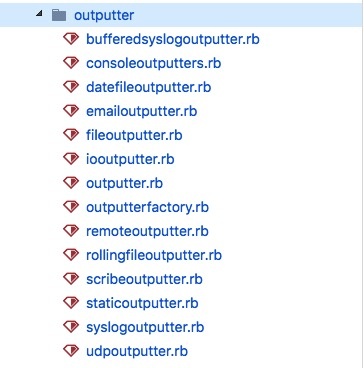 outputter
bufferedsyslogoutputter.rb
consoleoutputters.rb
datefileoutputter.rb
emailoutputter.rb
fileoutputter.rb
iooutputter.rb
outputter.rb
outputterfactory.rb
remoteoutputter.rb
rollingfileoutputter.rb
scribeoutputter.rb
staticoutputter.rb
syslogoutputter.rb
udpoutputter.rb